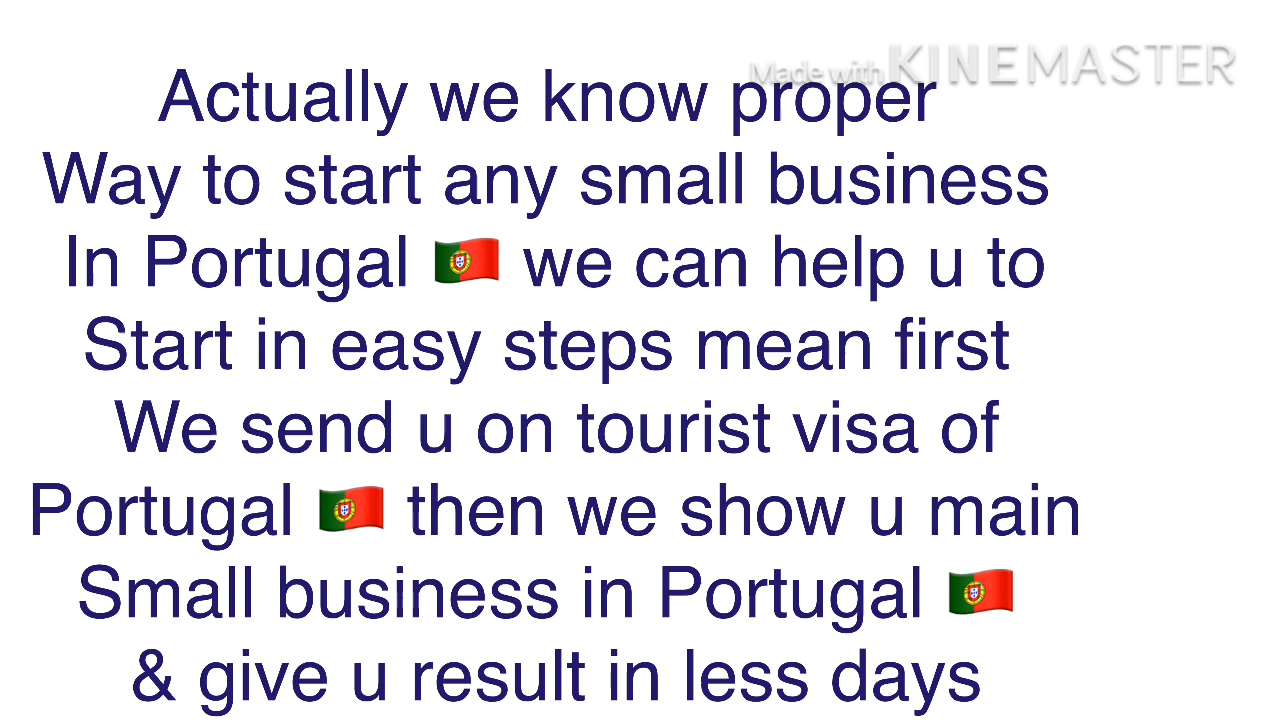 Made with KINEMASTER
Actually we know proper
Way to start any small business
In Portugal 🇵🇹 we can help u to
Start in easy steps mean first
We send u on tourist visa of
Portugal 🇵🇹 then we show u main
Small business in Portugal 🇵🇹
& give u result in less days